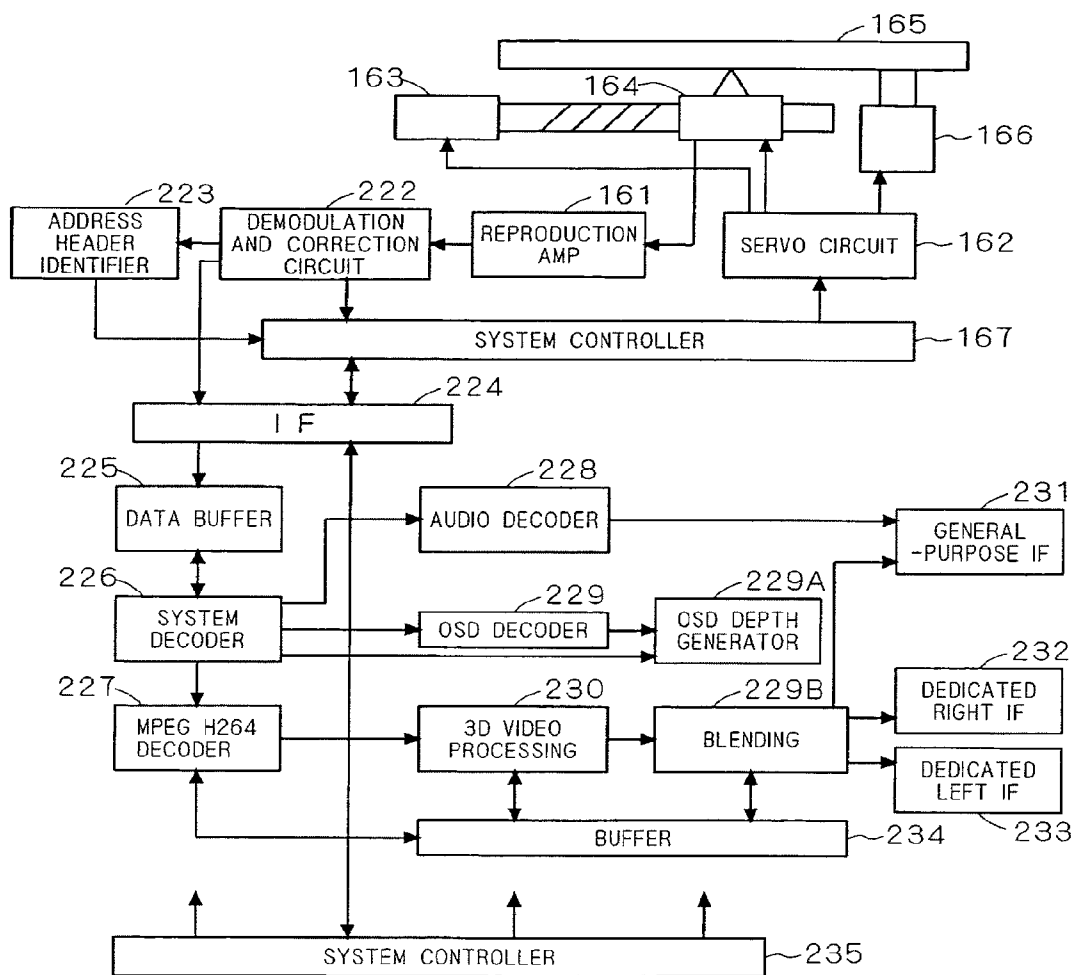 165
163
164
166
223
222
161
ADDRESS
HEADER
IDENTIFIER
DEMODULATION
AND CORRECTION
CIRCUIT
REPRODUCTION
AMP
SERVO CIRCUIT
162
SYSTEM CONTROLLER
167
224
IF
225
228
231
DATA BUFFER
AUDIO DECODER
GENERAL
-PURPOSE IF
226
229
229A
SYSTEM
DECODER
OSD DECODER
OSD DEPTH
GENERATOR
232
227
230
229B
DEDICATED
RIGHT IF
MPEG H264
DECODER
3D VIDEO
PROCESSING
BLENDING
DEDICATED
LEFT IF
233
BUFFER
234
SYSTEM CONTROLLER
235